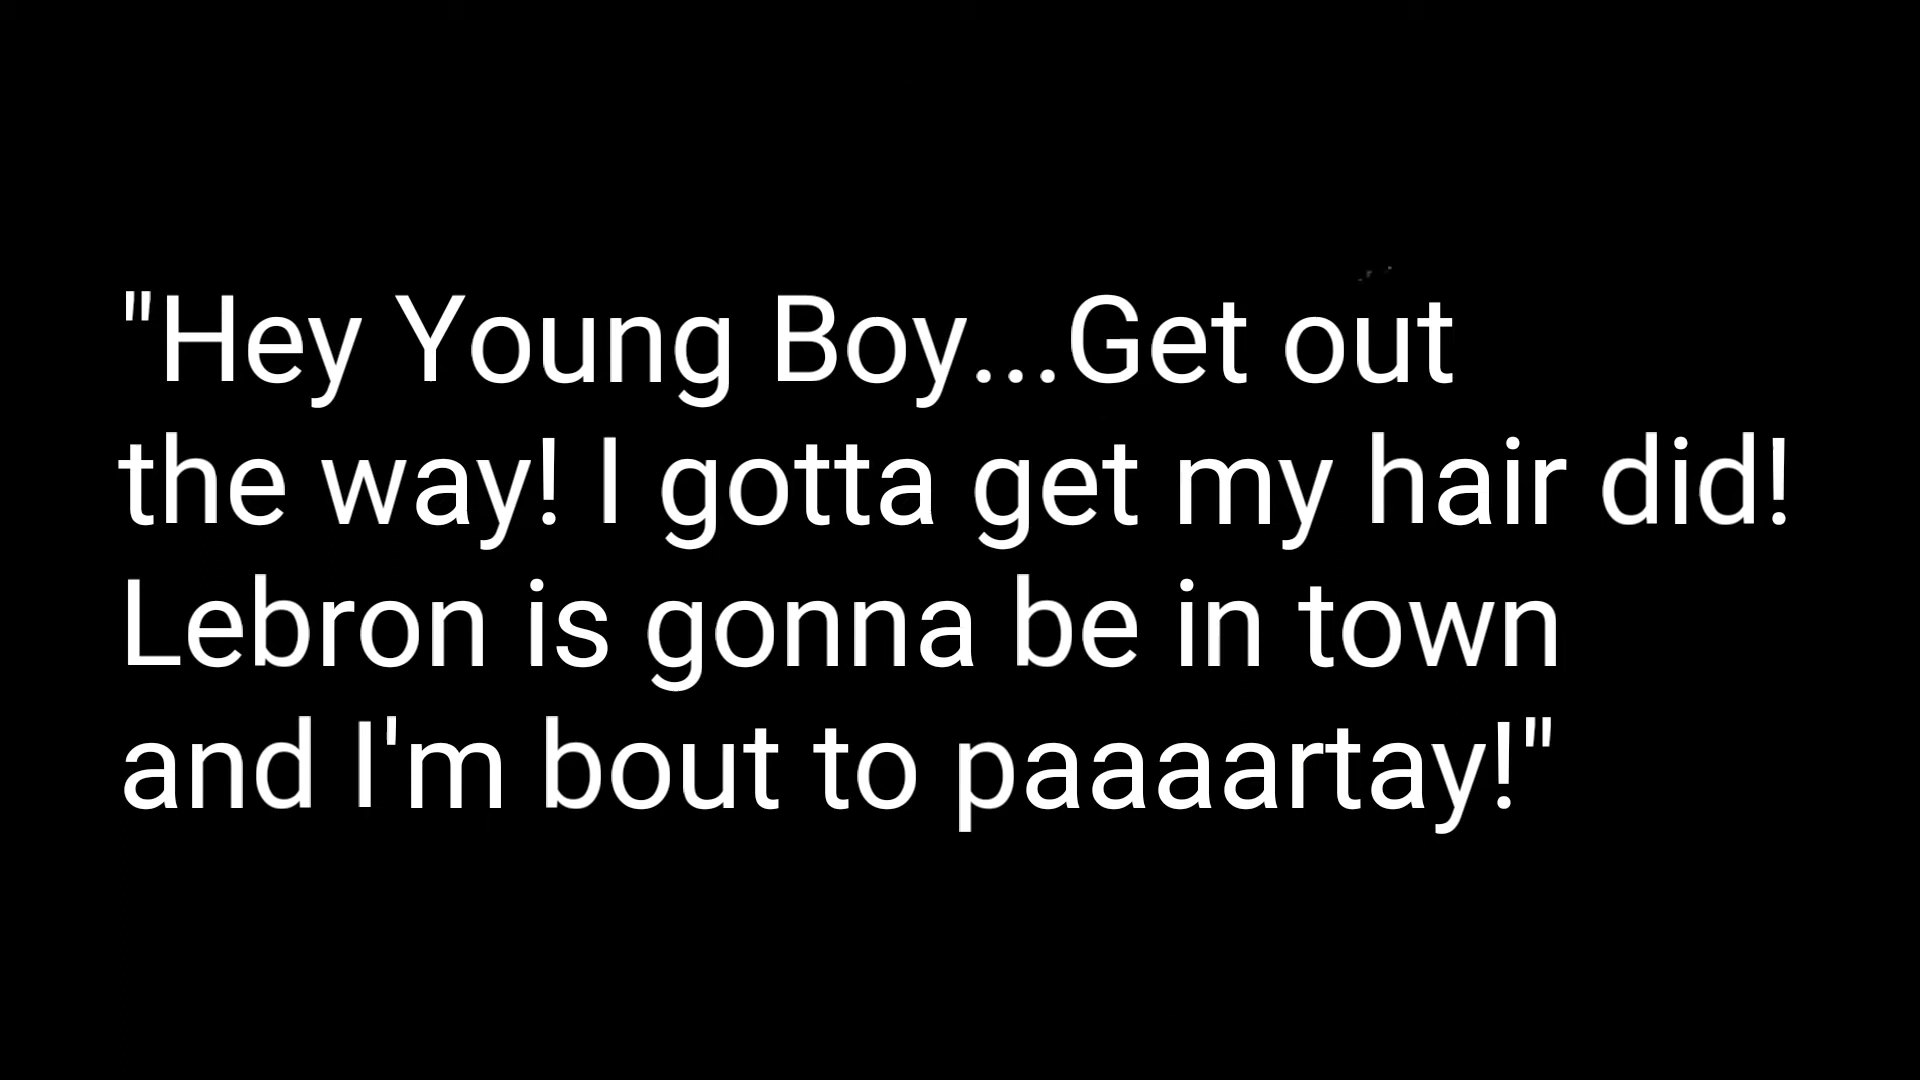 "Hey Young Boy...Get out
the way! I gotta get my hair did!
Lebron is gonna be in town
and I'm bout to paaaartay!"